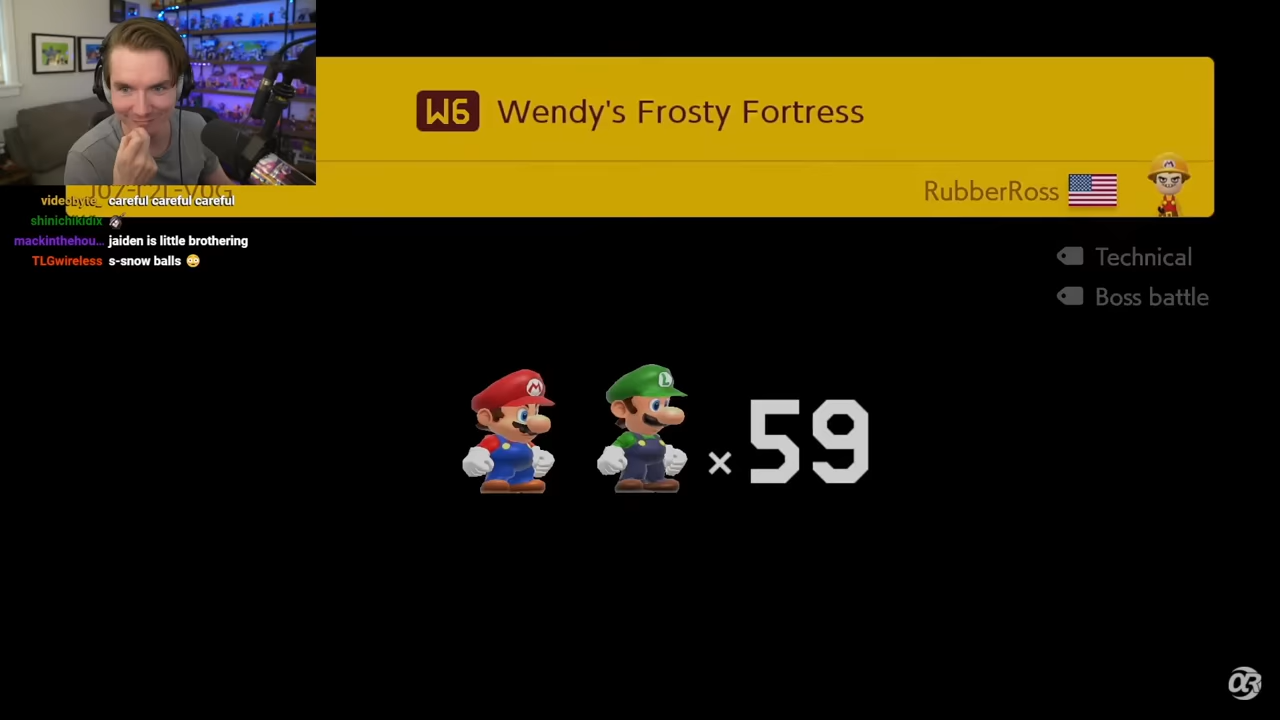 W6 Wendy's Frosty Fortress
RubberRoss
videobyte_ careful careful careful
shinichikidix
mackinthehou... jaiden is little brothering
TLGwireless s-snow balls
Technical
Boss battle
× 59